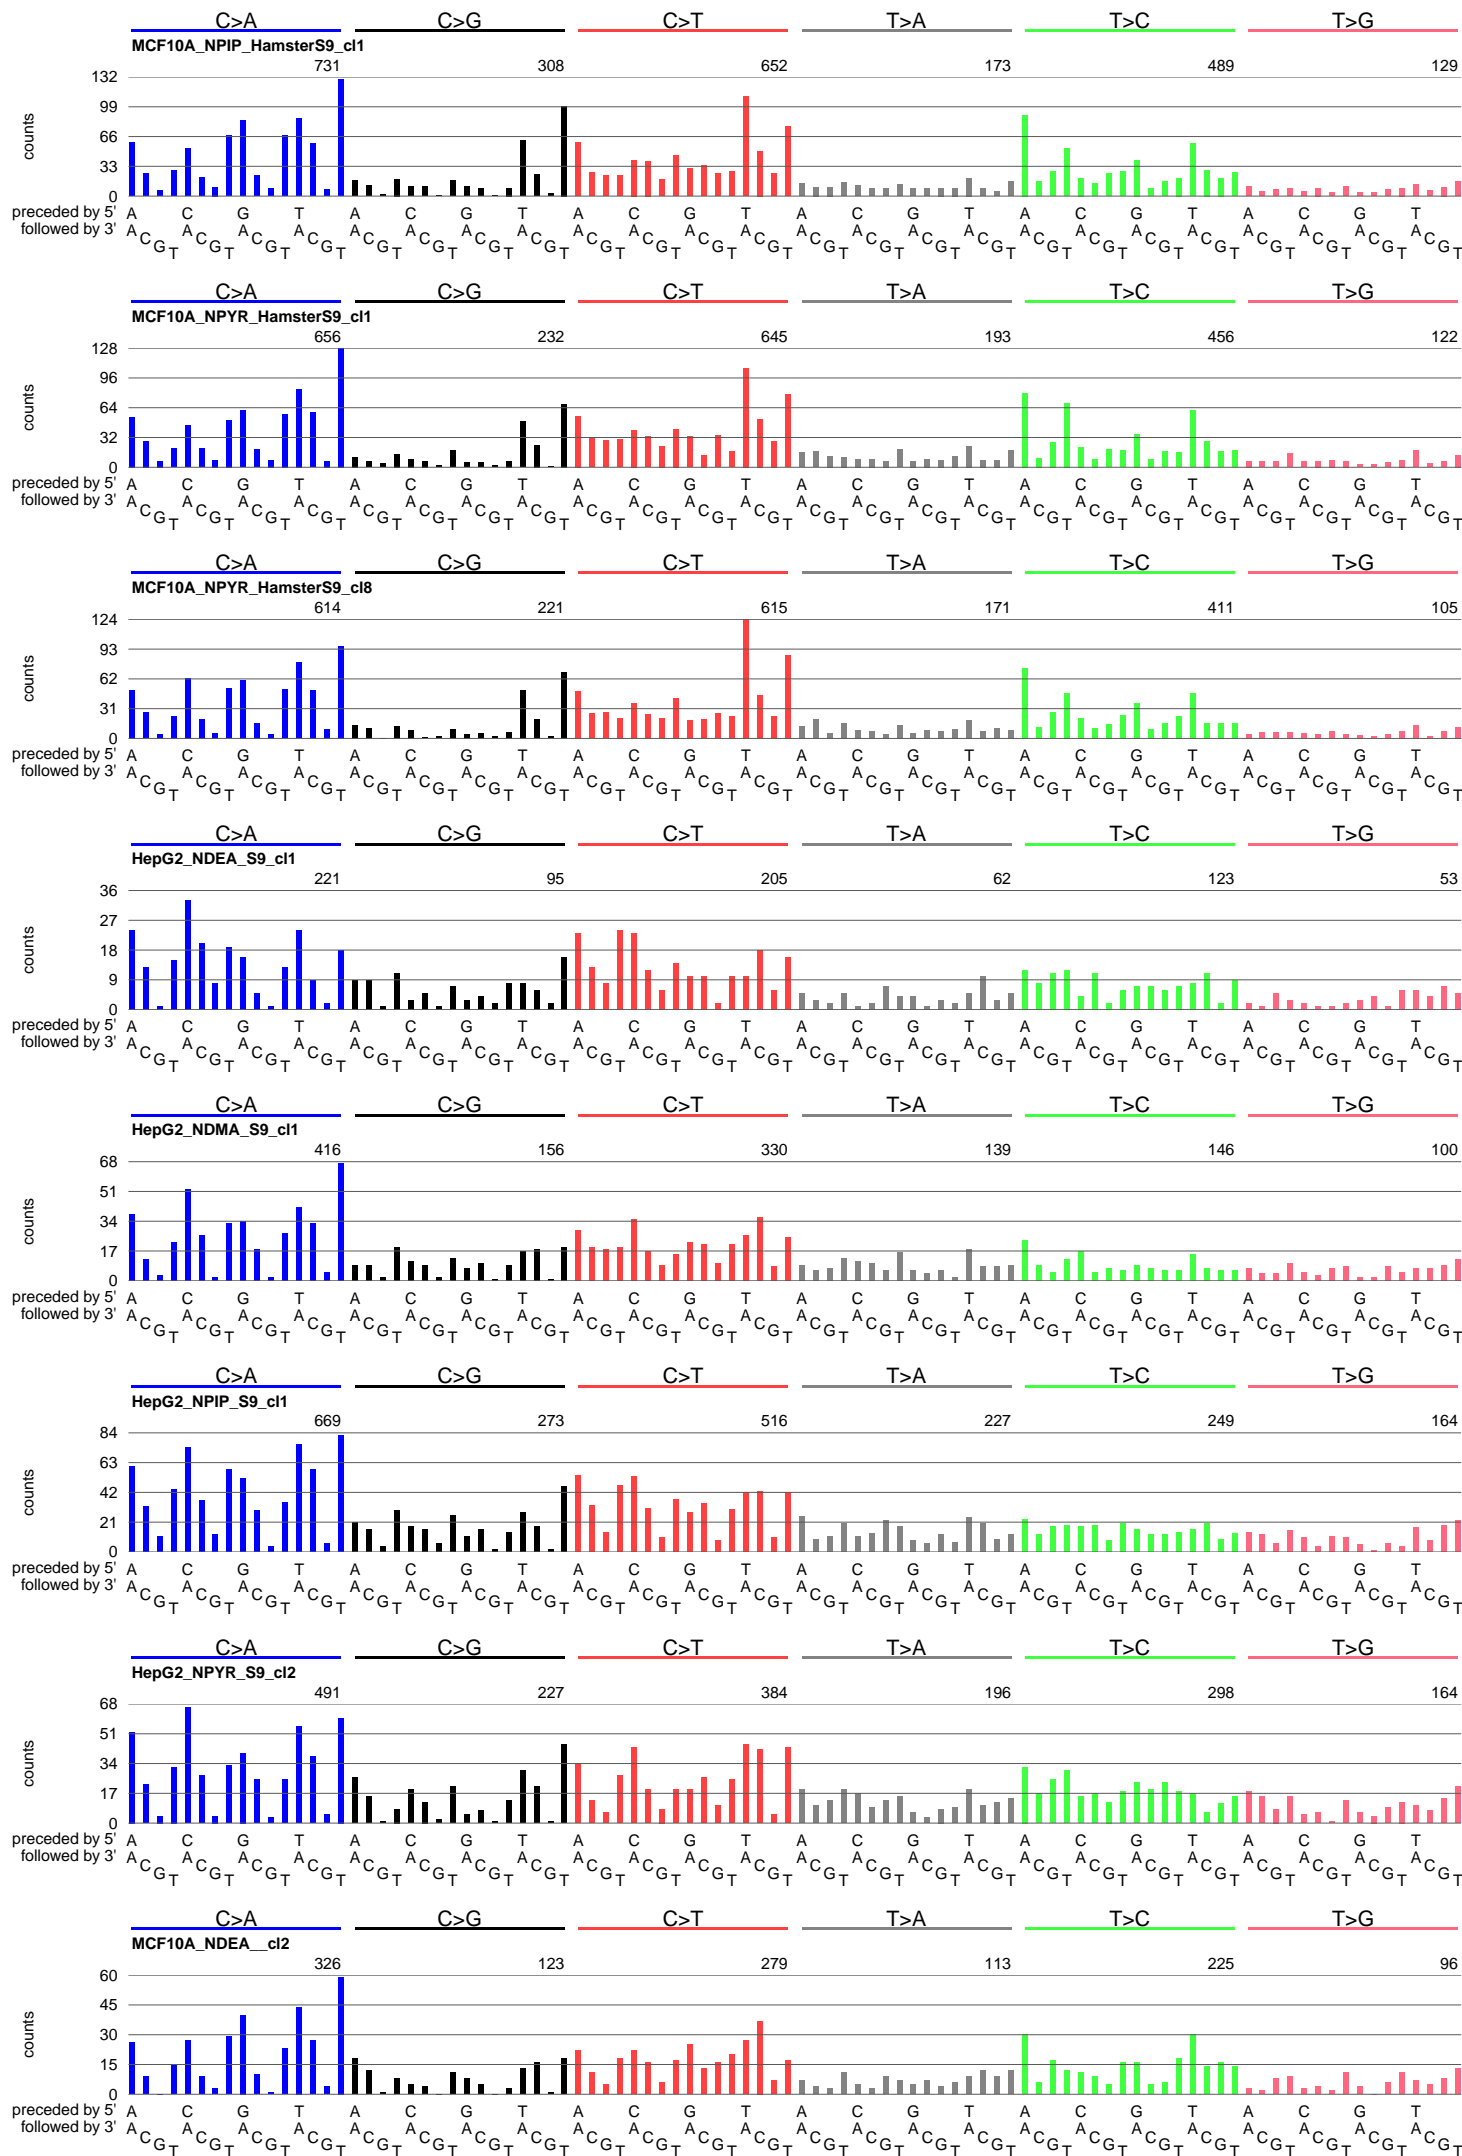 C>A C>G C>T T>A T>C T>G
MCF10A_NPIP_HamsterS9_cl1
731 308 652 173 489 129
132
99
66
33
0
counts
preceded by 5' A C G T A C G T A C G T A C G T A C G T A C G T
followed by 3' A C G T A C G T A C G T A C G T A C G T A C G T A C G T A C G T A C G T A C G T A C G T A C G T A C G T A C G T A C G T A C G T A C G T A C G T A C G T A C G T A C G T A C G T A C G T A C G T
C>A C>G C>T T>A T>C T>G
MCF10A_NPYR_HamsterS9_cl1
656 232 645 193 456 122
128
96
64
32
0
counts
preceded by 5' A C G T A C G T A C G T A C G T A C G T A C G T
followed by 3' A C G T A C G T A C G T A C G T A C G T A C G T A C G T A C G T A C G T A C G T A C G T A C G T A C G T A C G T A C G T A C G T A C G T A C G T A C G T A C G T A C G T A C G T A C G T A C G T
C>A C>G C>T T>A T>C T>G
MCF10A_NPYR_HamsterS9_cl8
614 221 615 171 411 105
124
93
62
31
0
counts
preceded by 5' A C G T A C G T A C G T A C G T A C G T A C G T
followed by 3' A C G T A C G T A C G T A C G T A C G T A C G T A C G T A C G T A C G T A C G T A C G T A C G T A C G T A C G T A C G T A C G T A C G T A C G T A C G T A C G T A C G T A C G T A C G T A C G T
C>A C>G C>T T>A T>C T>G
HepG2_NDEA_S9_cl1
221 95 205 62 123 53
36
27
18
9
0
counts
preceded by 5' A C G T A C G T A C G T A C G T A C G T A C G T
followed by 3' A C G T A C G T A C G T A C G T A C G T A C G T A C G T A C G T A C G T A C G T A C G T A C G T A C G T A C G T A C G T A C G T A C G T A C G T A C G T A C G T A C G T A C G T A C G T A C G T
C>A C>G C>T T>A T>C T>G
HepG2_NDMA_S9_cl1
416 156 330 139 146 100
68
51
34
17
0
counts
preceded by 5' A C G T A C G T A C G T A C G T A C G T A C G T
followed by 3' A C G T A C G T A C G T A C G T A C G T A C G T A C G T A C G T A C G T A C G T A C G T A C G T A C G T A C G T A C G T A C G T A C G T A C G T A C G T A C G T A C G T A C G T A C G T A C G T
C>A C>G C>T T>A T>C T>G
HepG2_NPIP_S9_cl1
669 273 516 227 249 164
84
63
42
21
0
counts
preceded by 5' A C G T A C G T A C G T A C G T A C G T A C G T
followed by 3' A C G T A C G T A C G T A C G T A C G T A C G T A C G T A C G T A C G T A C G T A C G T A C G T A C G T A C G T A C G T A C G T A C G T A C G T A C G T A C G T A C G T A C G T A C G T A C G T
C>A C>G C>T T>A T>C T>G
HepG2_NPYR_S9_cl2
491 227 384 196 298 164
68
51
34
17
0
counts
preceded by 5' A C G T A C G T A C G T A C G T A C G T A C G T
followed by 3' A C G T A C G T A C G T A C G T A C G T A C G T A C G T A C G T A C G T A C G T A C G T A C G T A C G T A C G T A C G T A C G T A C G T A C G T A C G T A C G T A C G T A C G T A C G T A C G T
C>A C>G C>T T>A T>C T>G
MCF10A_NDEA__cl2
326 123 279 113 225 96
60
45
30
15
0
counts
preceded by 5' A C G T A C G T A C G T A C G T A C G T A C G T
followed by 3' A C G T A C G T A C G T A C G T A C G T A C G T A C G T A C G T A C G T A C G T A C G T A C G T A C G T A C G T A C G T A C G T A C G T A C G T A C G T A C G T A C G T A C G T A C G T A C G T